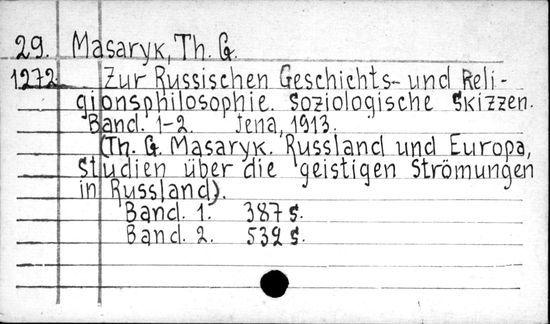 29. Masaryk, Th. G.
1272. Zur Russischen Geschichts- und Reli-
gionsphilosophie. Soziologische Skizzen.
Band. 1-2. Jena, 1913.
(Th. G. Masaryk. Russland und Europa,
Studien über die geistigen Strömungen
in Russland).
Band. 1. 387 S.
Band. 2. 532 S.